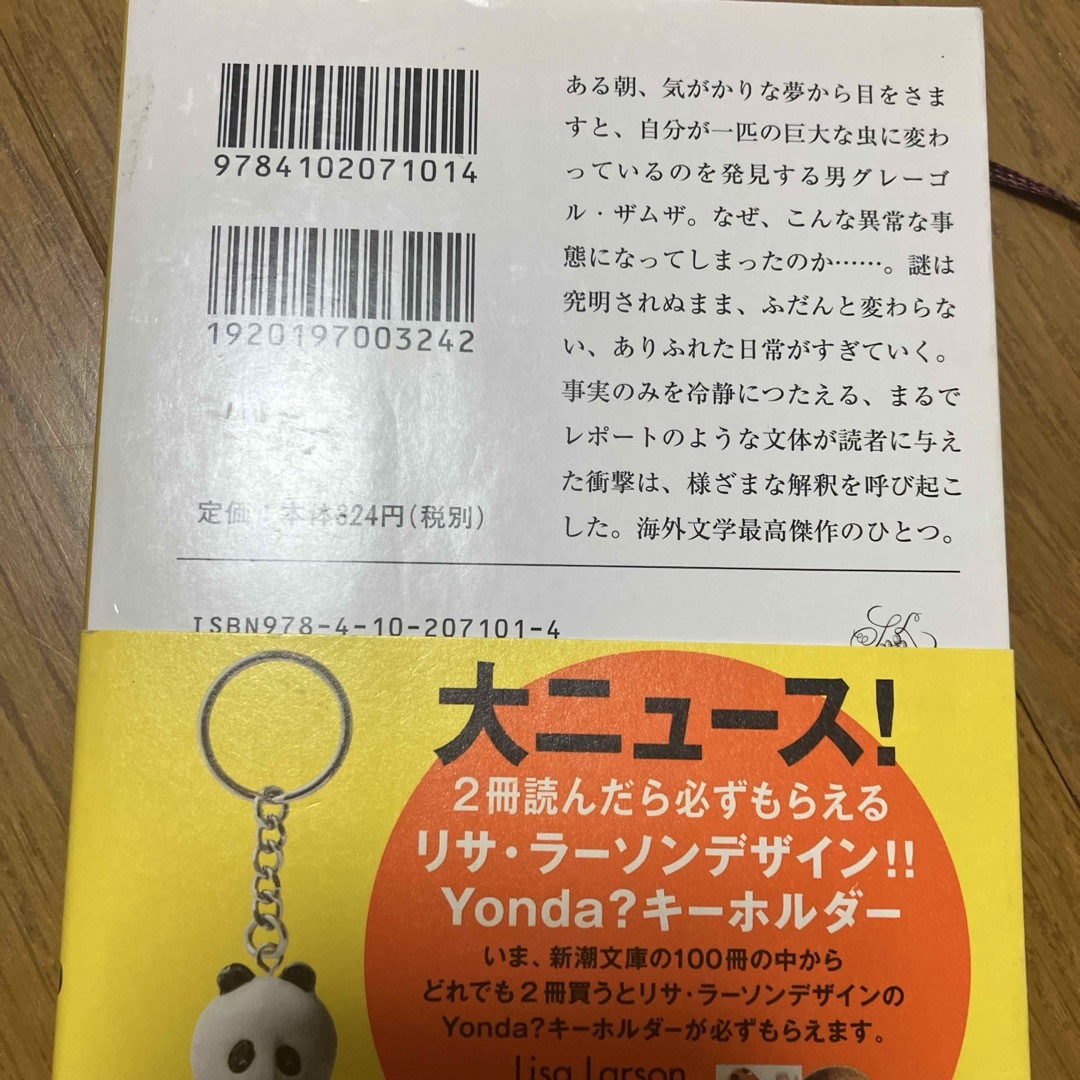 9784102071014
1920197003242
定価：本体324円(税別)
ある朝、気がかりな夢から目をさま
すと、自分が一匹の巨大な虫に変わ
っているのを発見する男グレーゴ
ル・ザムザ。なぜ、こんな異常な事
態になってしまったのか……。謎は
究明されぬまま、ふだんと変わらな
い、ありふれた日常がすぎていく。
事実のみを冷静につたえる、まるで
レポートのような文体が読者に与え
た衝撃は、様ざまな解釈を呼び起こ
した。海外文学最高傑作のひとつ。
ISBN978-4-10-207101-4
大ニュース!
2冊読んだら必ずもらえる
リサ・ラーソンデザイン!!
Yonda?キーホルダー
いま、新潮文庫の100冊の中から
どれでも2冊買うとリサ・ラーソンデザインの
Yonda?キーホルダーが必ずもらえます。
Lisa Larson